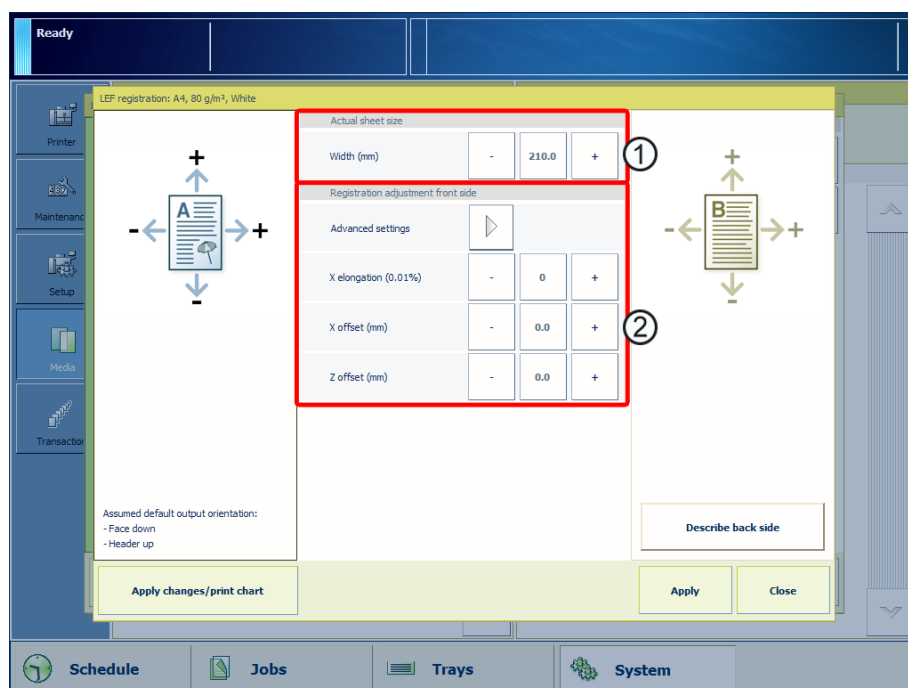 Ready
Printer
Maintenanc
Setup
Media
Transaction
LEF registration: A4, 80 g/m², White
+
A
- +
-
Assumed default output orientation:
- Face down
- Header up
Actual sheet size
Width (mm) - 210.0 + 1
Registration adjustment front side
Advanced settings
X elongation (0.01%) - 0 +
X offset (mm) - 0.0 + 2
Z offset (mm) - 0.0 +
+
B
- +
-
Describe back side
Apply changes/print chart
Apply
Close
Schedule
Jobs
Trays
System